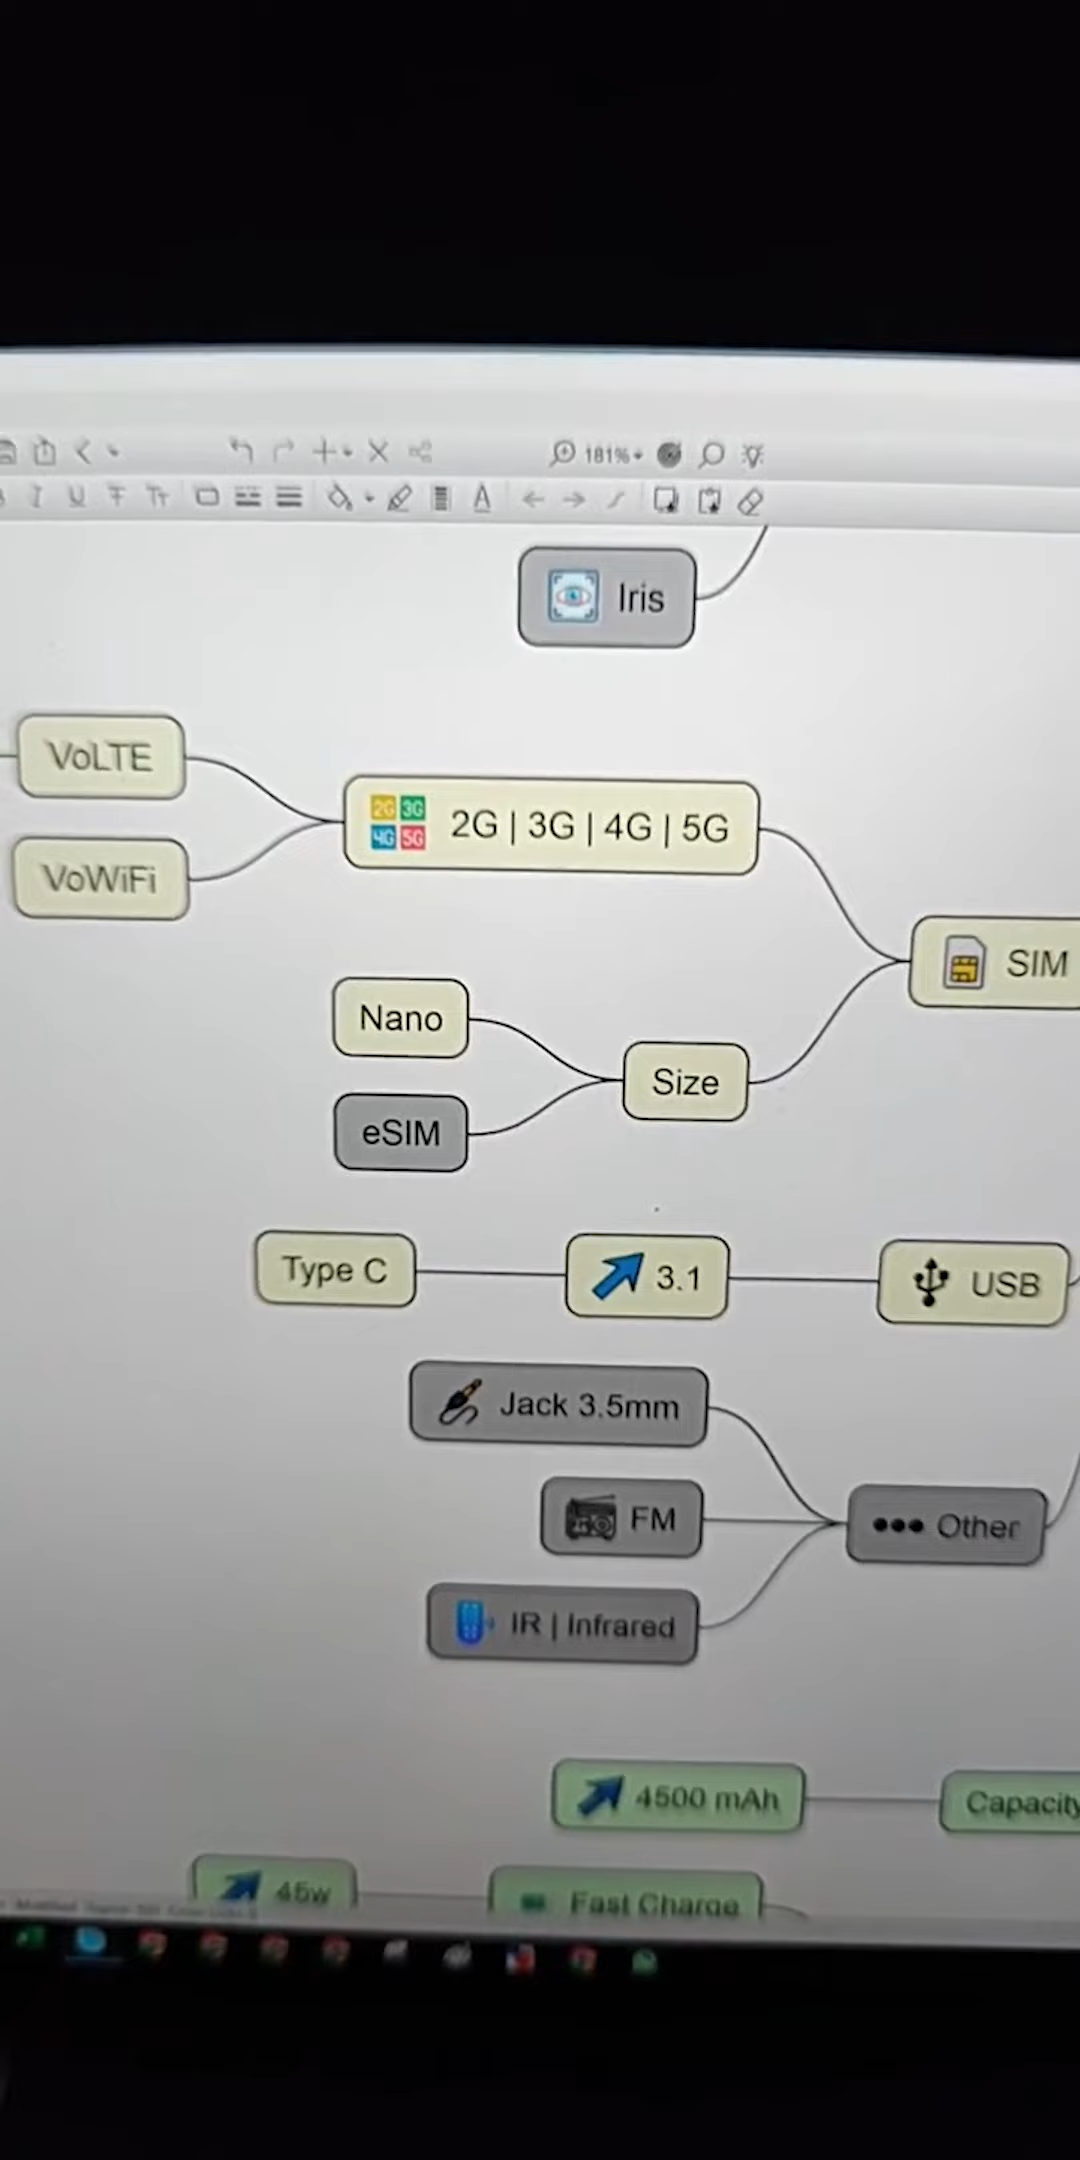 181%
Iris
VoLTE
2G 3G
4G 5G
2G | 3G | 4G | 5G
VoWiFi
SIM
Nano
Size
eSIM
Type C
3.1
USB
Jack 3.5mm
FM
Other
IR | Infrared
4500 mAh
Capacity
45w
Fast Charge